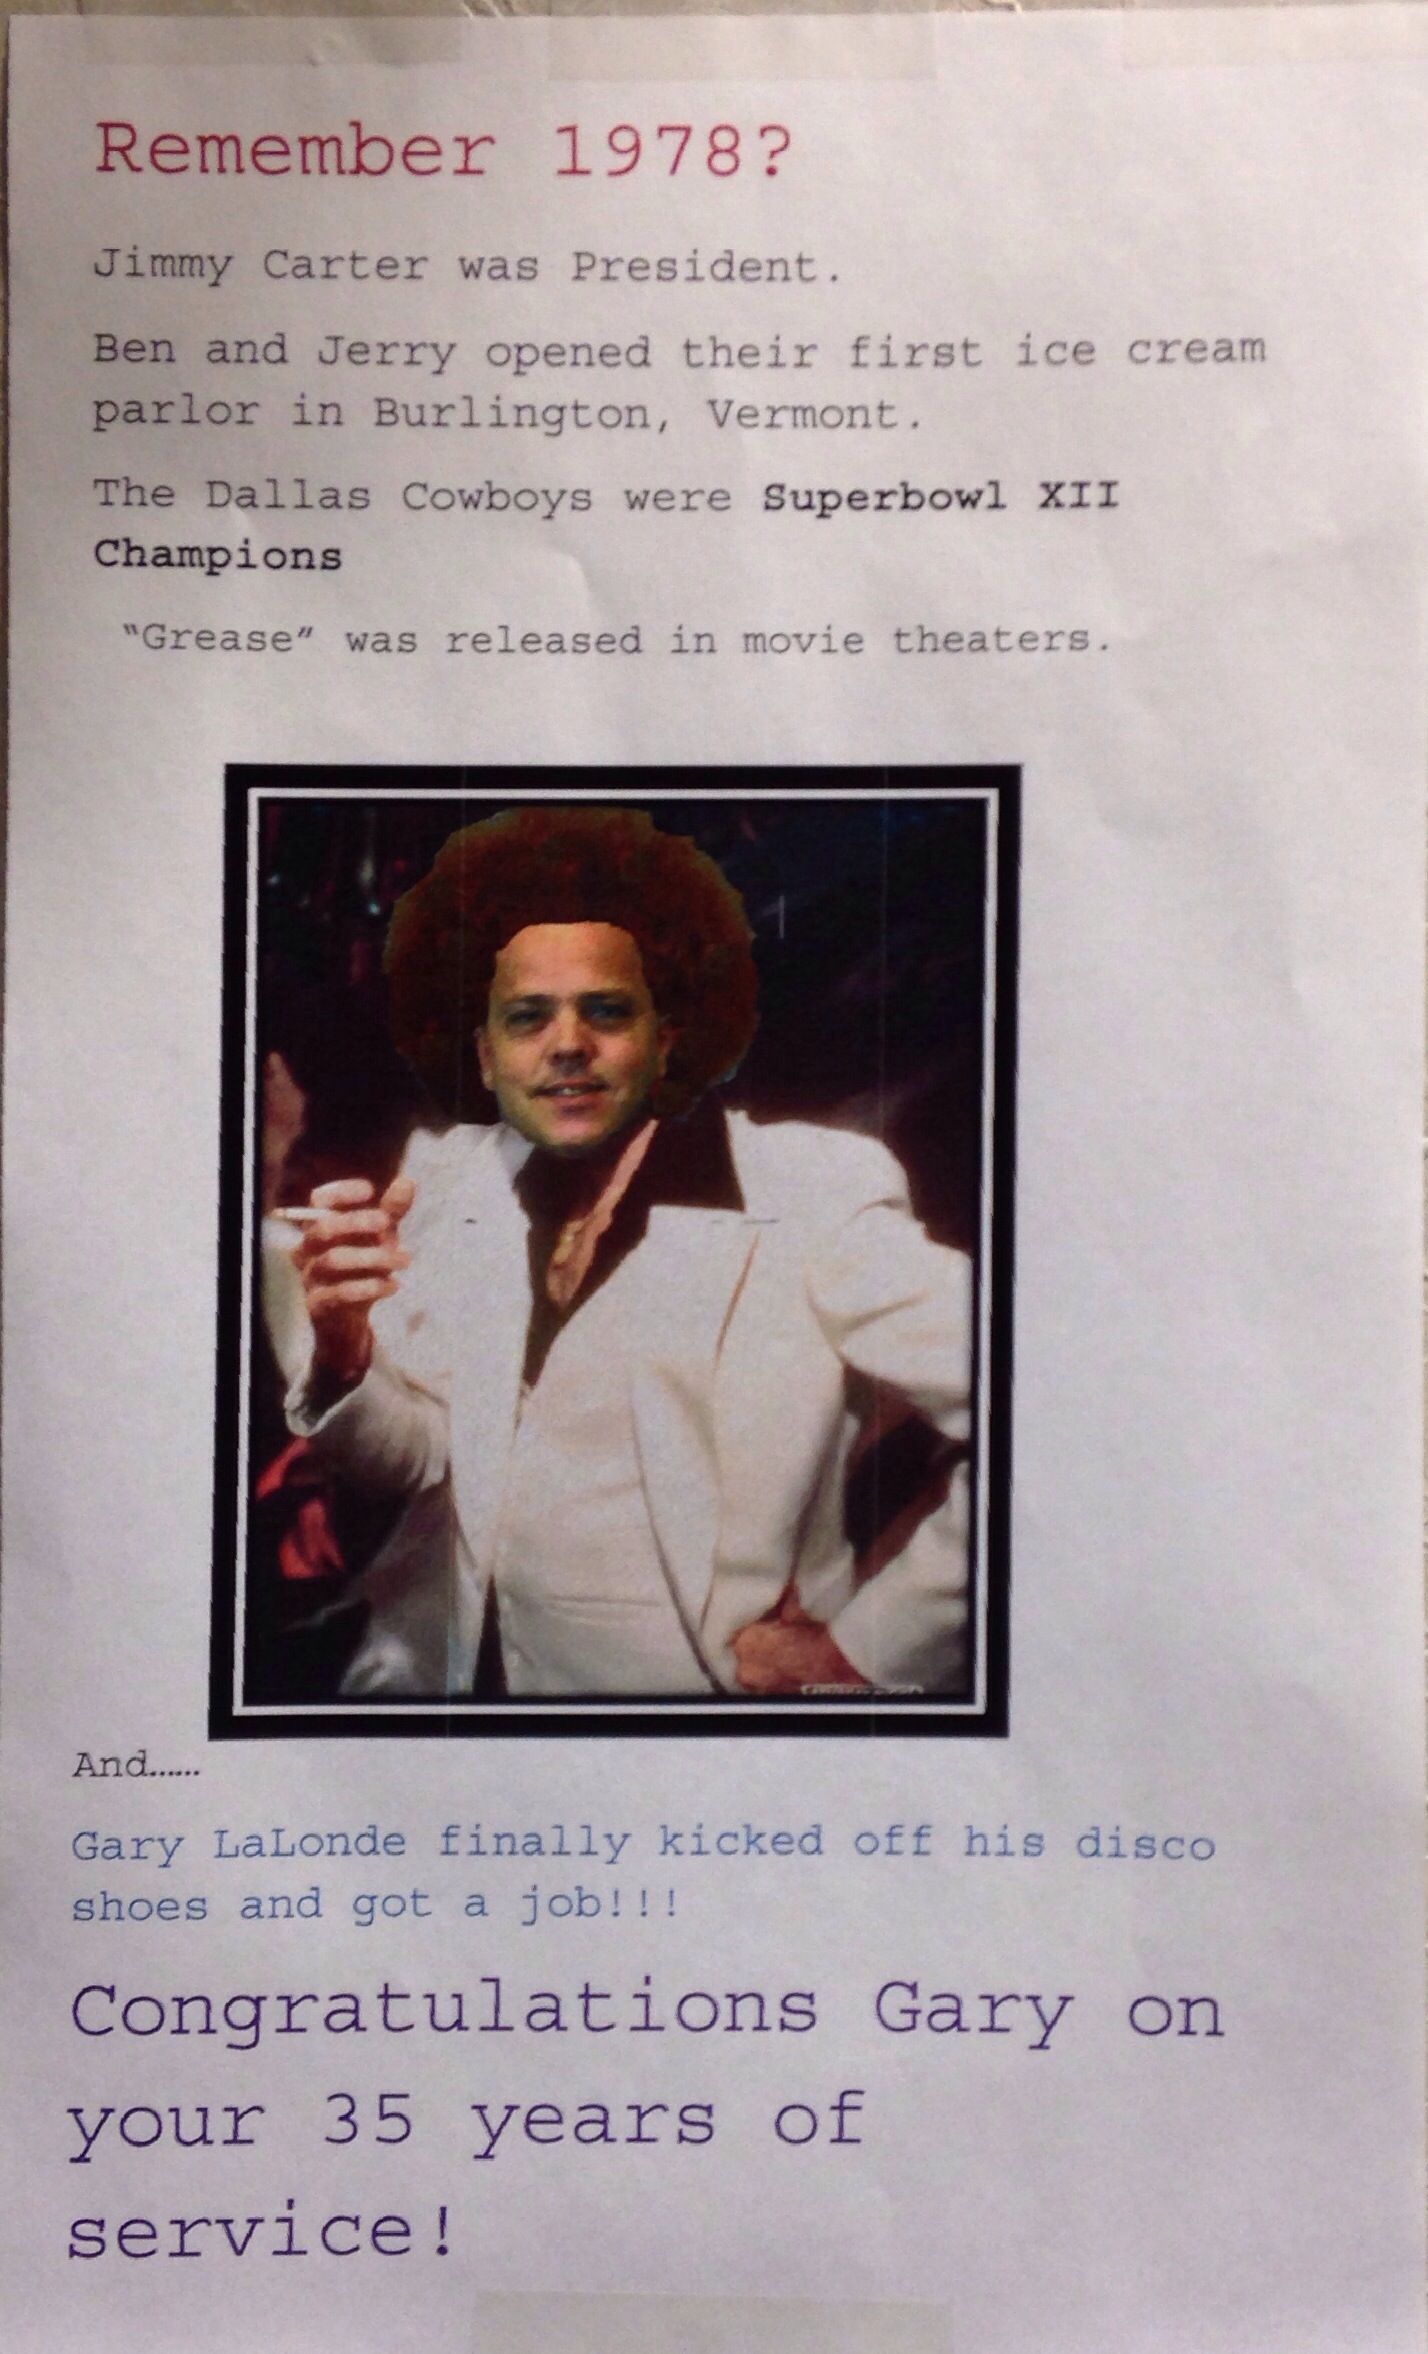 Remember 1978?
Jimmy Carter was President.
Ben and Jerry opened their first ice cream
parlor in Burlington, Vermont.
The Dallas Cowboys were Superbowl XII
Champions
"Grease" was released in movie theaters.
And……
Gary LaLonde finally kicked off his disco
shoes and got a job!!!
Congratulations Gary on
your 35 years of
service!